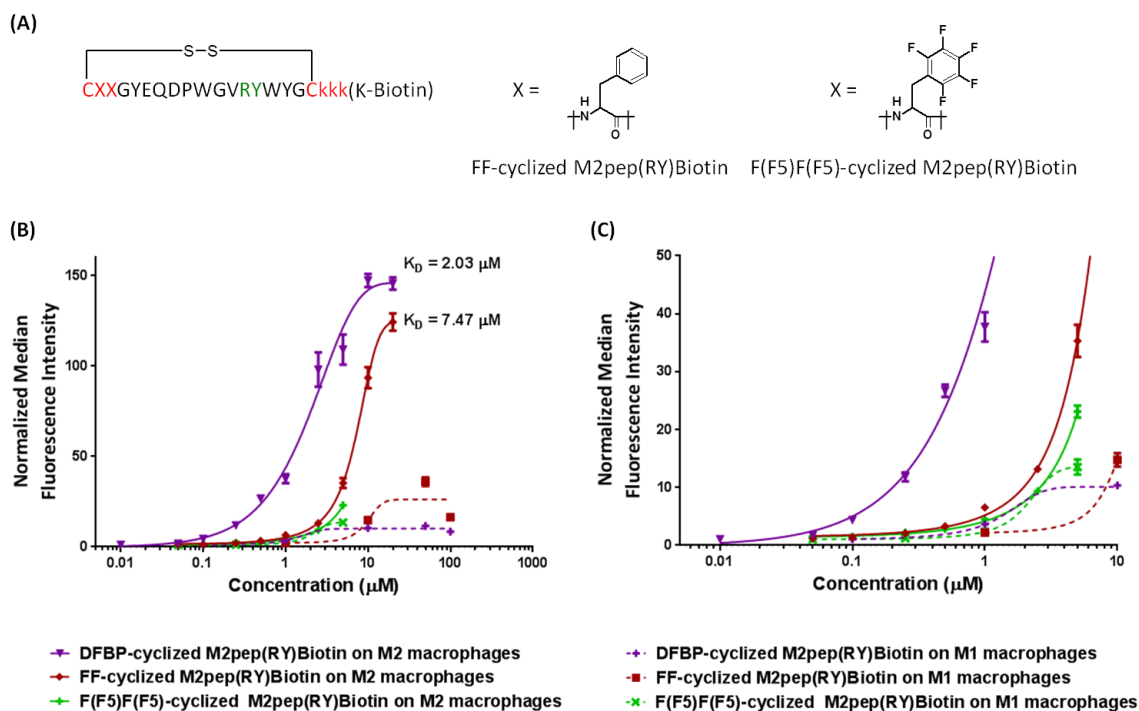 (A)
S–S
CXXGYEQDPWGVRYWYGCkkk(K-Biotin)
X =
N
H
O
FF-cyclized M2pep(RY)Biotin
X =
F
F
F
F
F
N
H
O
F(F5)F(F5)-cyclized M2pep(RY)Biotin
(B)
Normalized Median
Fluorescence Intensity
150
100
50
0
0.01 0.1 1 10 100 1000
Concentration (μM)
K_D = 2.03 μM
K_D = 7.47 μM
(C)
Normalized Median
Fluorescence Intensity
50
40
30
20
10
0
0.01 0.1 1 10
Concentration (μM)
DFBP-cyclized M2pep(RY)Biotin on M2 macrophages
FF-cyclized M2pep(RY)Biotin on M2 macrophages
F(F5)F(F5)-cyclized M2pep(RY)Biotin on M2 macrophages
DFBP-cyclized M2pep(RY)Biotin on M1 macrophages
FF-cyclized M2pep(RY)Biotin on M1 macrophages
F(F5)F(F5)-cyclized M2pep(RY)Biotin on M1 macrophages